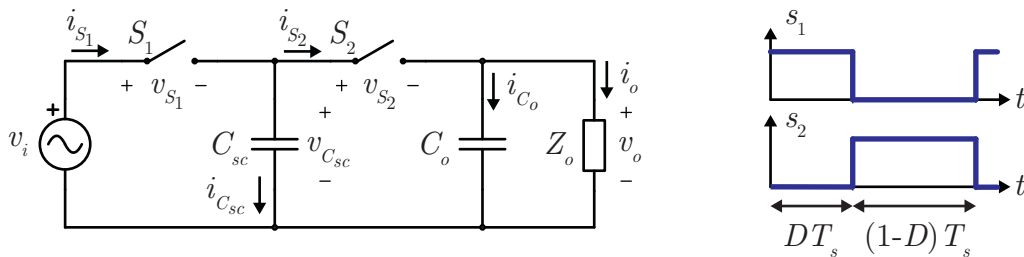 i_{S_1} S_1 i_{S_2} S_2
+ v_{S_1} − + v_{S_2} −
i_{C_o} i_o
+ v_i
C_{sc} + v_{C_{sc}} − C_o Z_o + v_o −
i_{C_{sc}}
s_1
t
s_2
t
DT_s (1-D)T_s